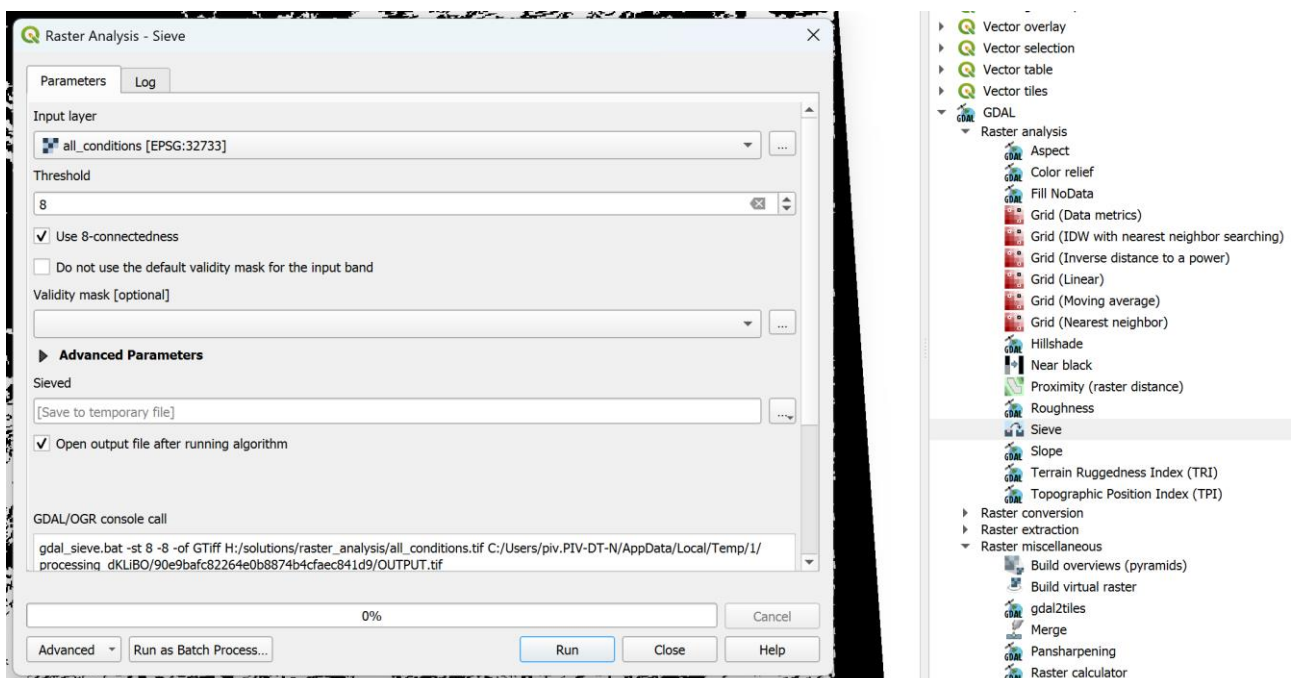 Raster Analysis - Sieve
Parameters
Log
Input layer
all_conditions [EPSG:32733]
...
Threshold
8
Use 8-connectedness
Do not use the default validity mask for the input band
Validity mask [optional]
...
Advanced Parameters
Sieved
[Save to temporary file]
...
Open output file after running algorithm
GDAL/OGR console call
gdal_sieve.bat -st 8 -8 -of GTiff H:/solutions/raster_analysis/all_conditions.tif C:/Users/piv.PIV-DT-N/AppData/Local/Temp/1/
processing_dKLiBO/90e9bafc82264e0b8874b4cfaec841d9/OUTPUT.tif
0%
Cancel
Advanced
Run as Batch Process...
Run
Close
Help
Vector overlay
Vector selection
Vector table
Vector tiles
GDAL
Raster analysis
Aspect
Color relief
Fill NoData
Grid (Data metrics)
Grid (IDW with nearest neighbor searching)
Grid (Inverse distance to a power)
Grid (Linear)
Grid (Moving average)
Grid (Nearest neighbor)
Hillshade
Near black
Proximity (raster distance)
Roughness
Sieve
Slope
Terrain Ruggedness Index (TRI)
Topographic Position Index (TPI)
Raster conversion
Raster extraction
Raster miscellaneous
Build overviews (pyramids)
Build virtual raster
gdal2tiles
Merge
Pansharpening
Raster calculator